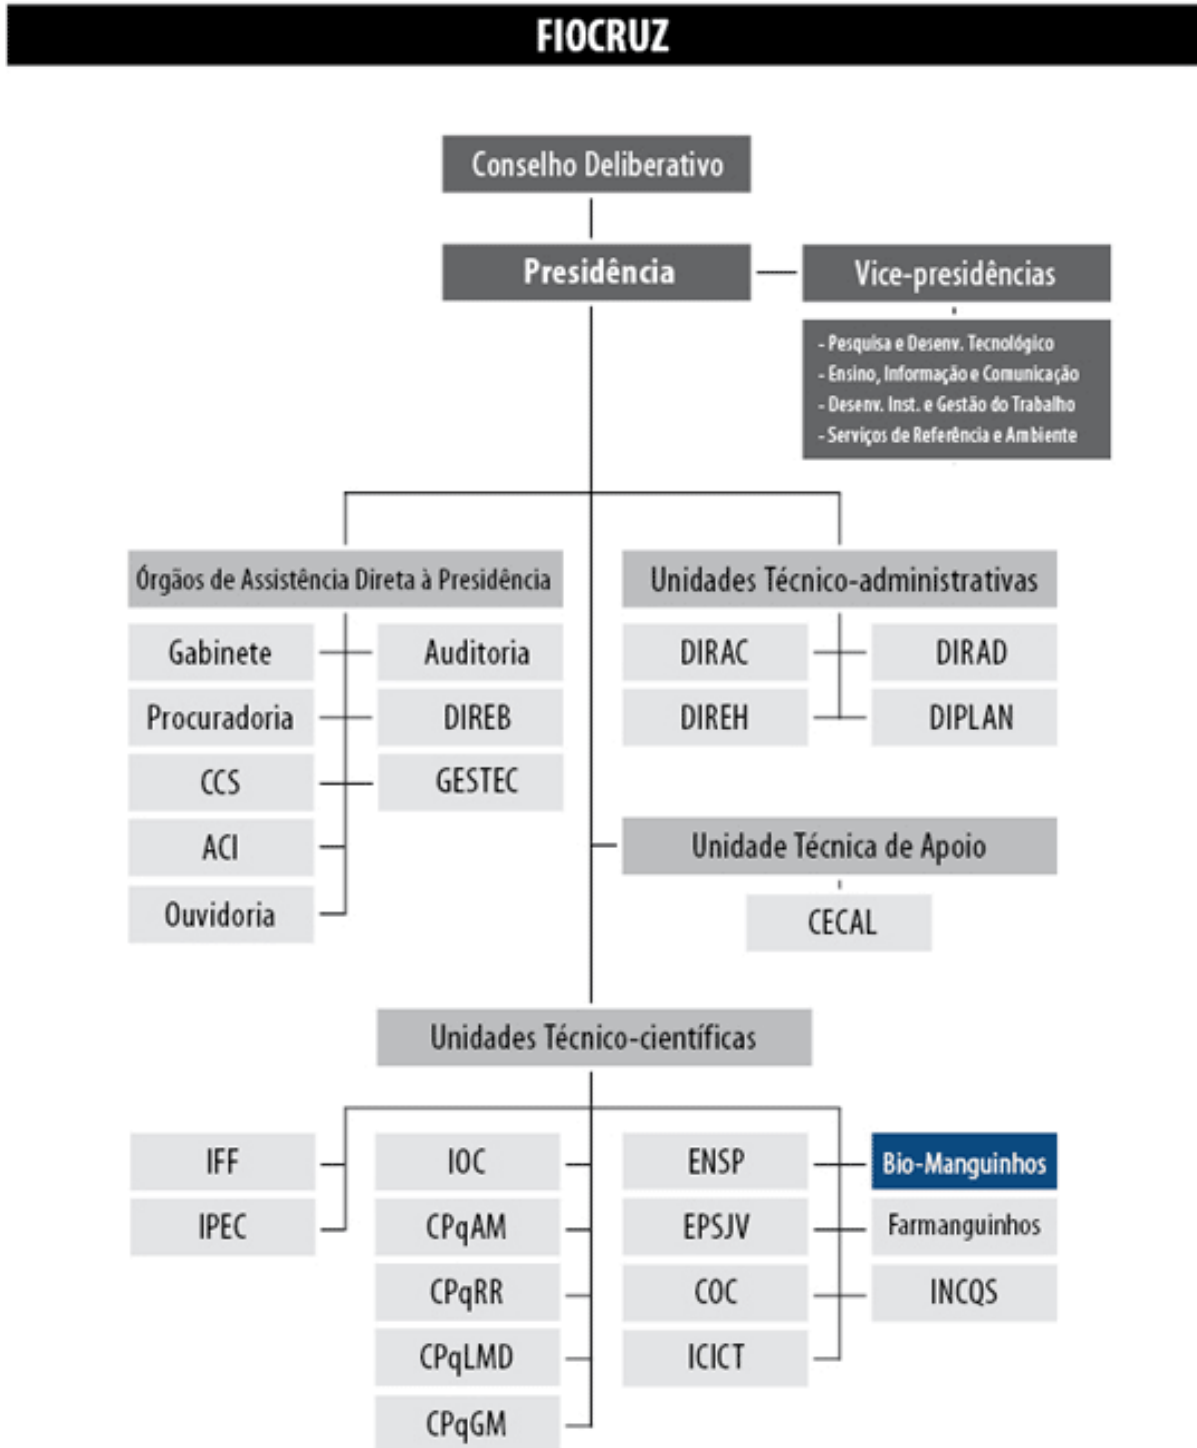 FIOCRUZ
Conselho Deliberativo
Presidência
Vice-presidências
- Pesquisa e Desenv. Tecnológico
- Ensino, Informação e Comunicação
- Desenv. Inst. e Gestão do Trabalho
- Serviços de Referência e Ambiente
Órgãos de Assistência Direta à Presidência
Gabinete
Auditoria
Procuradoria
DIREB
CCS
GESTEC
ACI
Ouvidoria
Unidades Técnico-administrativas
DIRAC
DIRAD
DIREH
DIPLAN
Unidade Técnica de Apoio
CECAL
Unidades Técnico-científicas
IFF
IPEC
IOC
CPqAM
CPqRR
CPqLMD
CPqGM
ENSP
EPSJV
COC
ICICT
Bio-Manguinhos
Farmanguinhos
INCQS